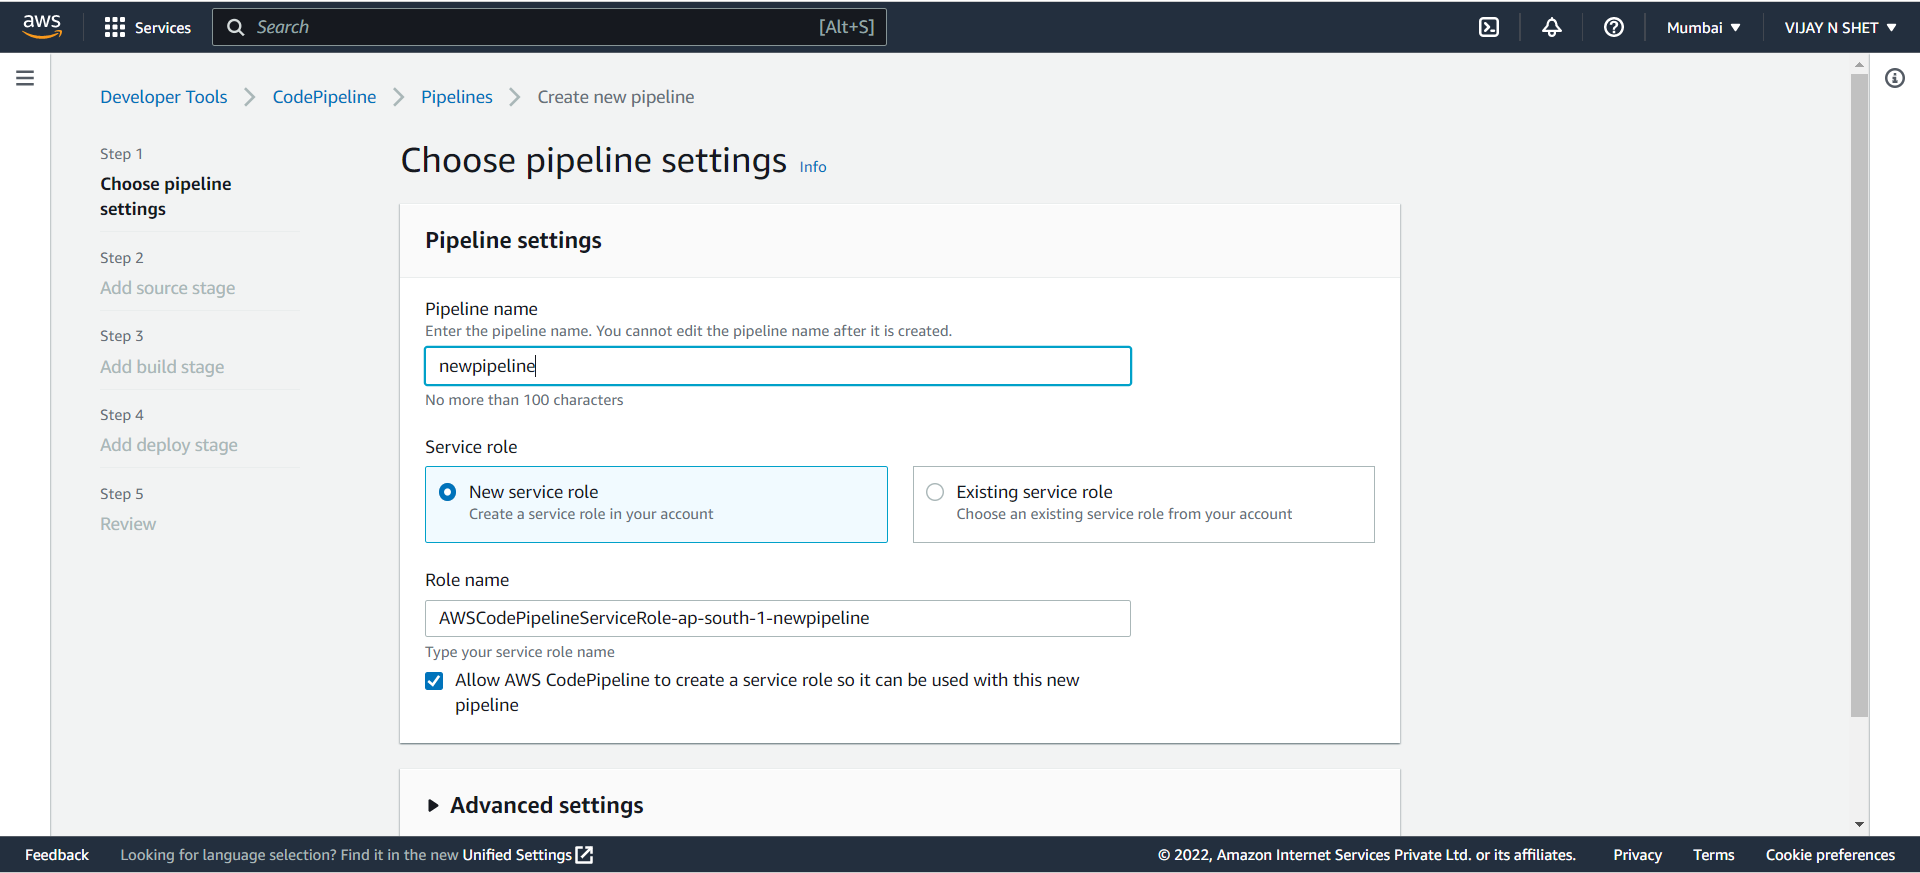 aws
Services
Search
[Alt+S]
Mumbai
VIJAY N SHET
Developer Tools
CodePipeline
Pipelines
Create new pipeline
Step 1
Choose pipeline
settings
Step 2
Add source stage
Step 3
Add build stage
Step 4
Add deploy stage
Step 5
Review
Choose pipeline settings Info
Pipeline settings
Pipeline name
Enter the pipeline name. You cannot edit the pipeline name after it is created.
newpipeline
No more than 100 characters
Service role
New service role
Create a service role in your account
Existing service role
Choose an existing service role from your account
Role name
AWSCodePipelineServiceRole-ap-south-1-newpipeline
Type your service role name
Allow AWS CodePipeline to create a service role so it can be used with this new
pipeline
Advanced settings
Feedback
Looking for language selection? Find it in the new Unified Settings
© 2022, Amazon Internet Services Private Ltd. or its affiliates.
Privacy
Terms
Cookie preferences